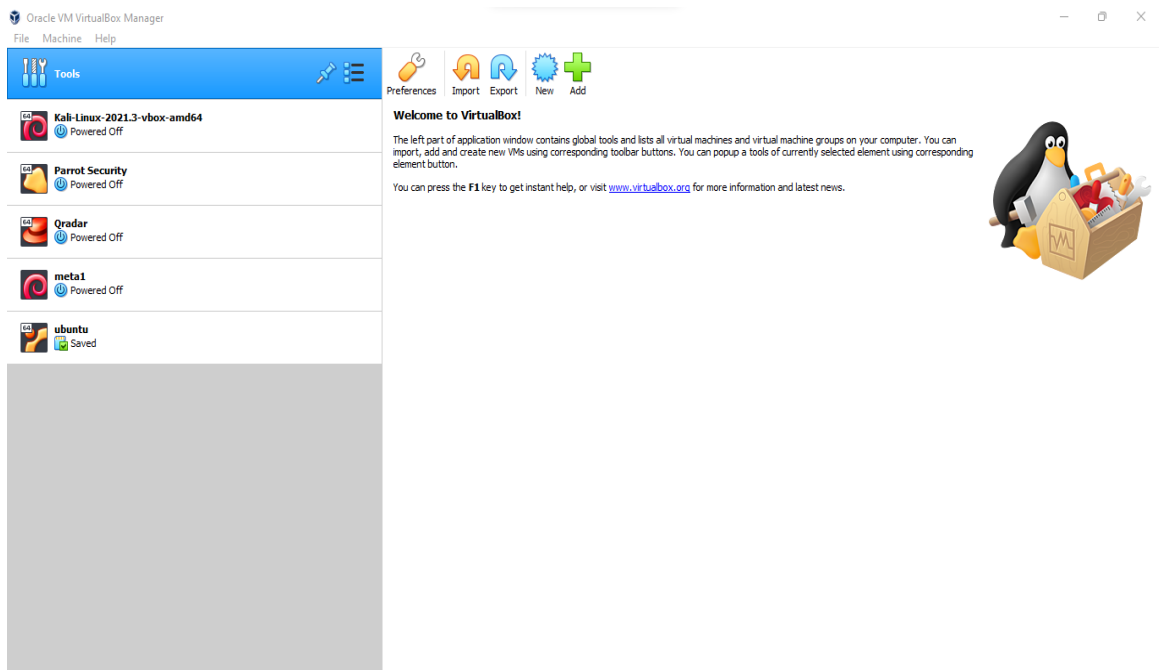 Oracle VM VirtualBox Manager
File Machine Help
Tools
Preferences Import Export New Add
64
Kali-Linux-2021.3-vbox-amd64
Powered Off
64
Parrot Security
Powered Off
64
Qradar
Powered Off
meta1
Powered Off
64
ubuntu
Saved
Welcome to VirtualBox!
The left part of application window contains global tools and lists all virtual machines and virtual machine groups on your computer. You can
import, add and create new VMs using corresponding toolbar buttons. You can popup a tools of currently selected element using corresponding
element button.
You can press the F1 key to get instant help, or visit www.virtualbox.org for more information and latest news.